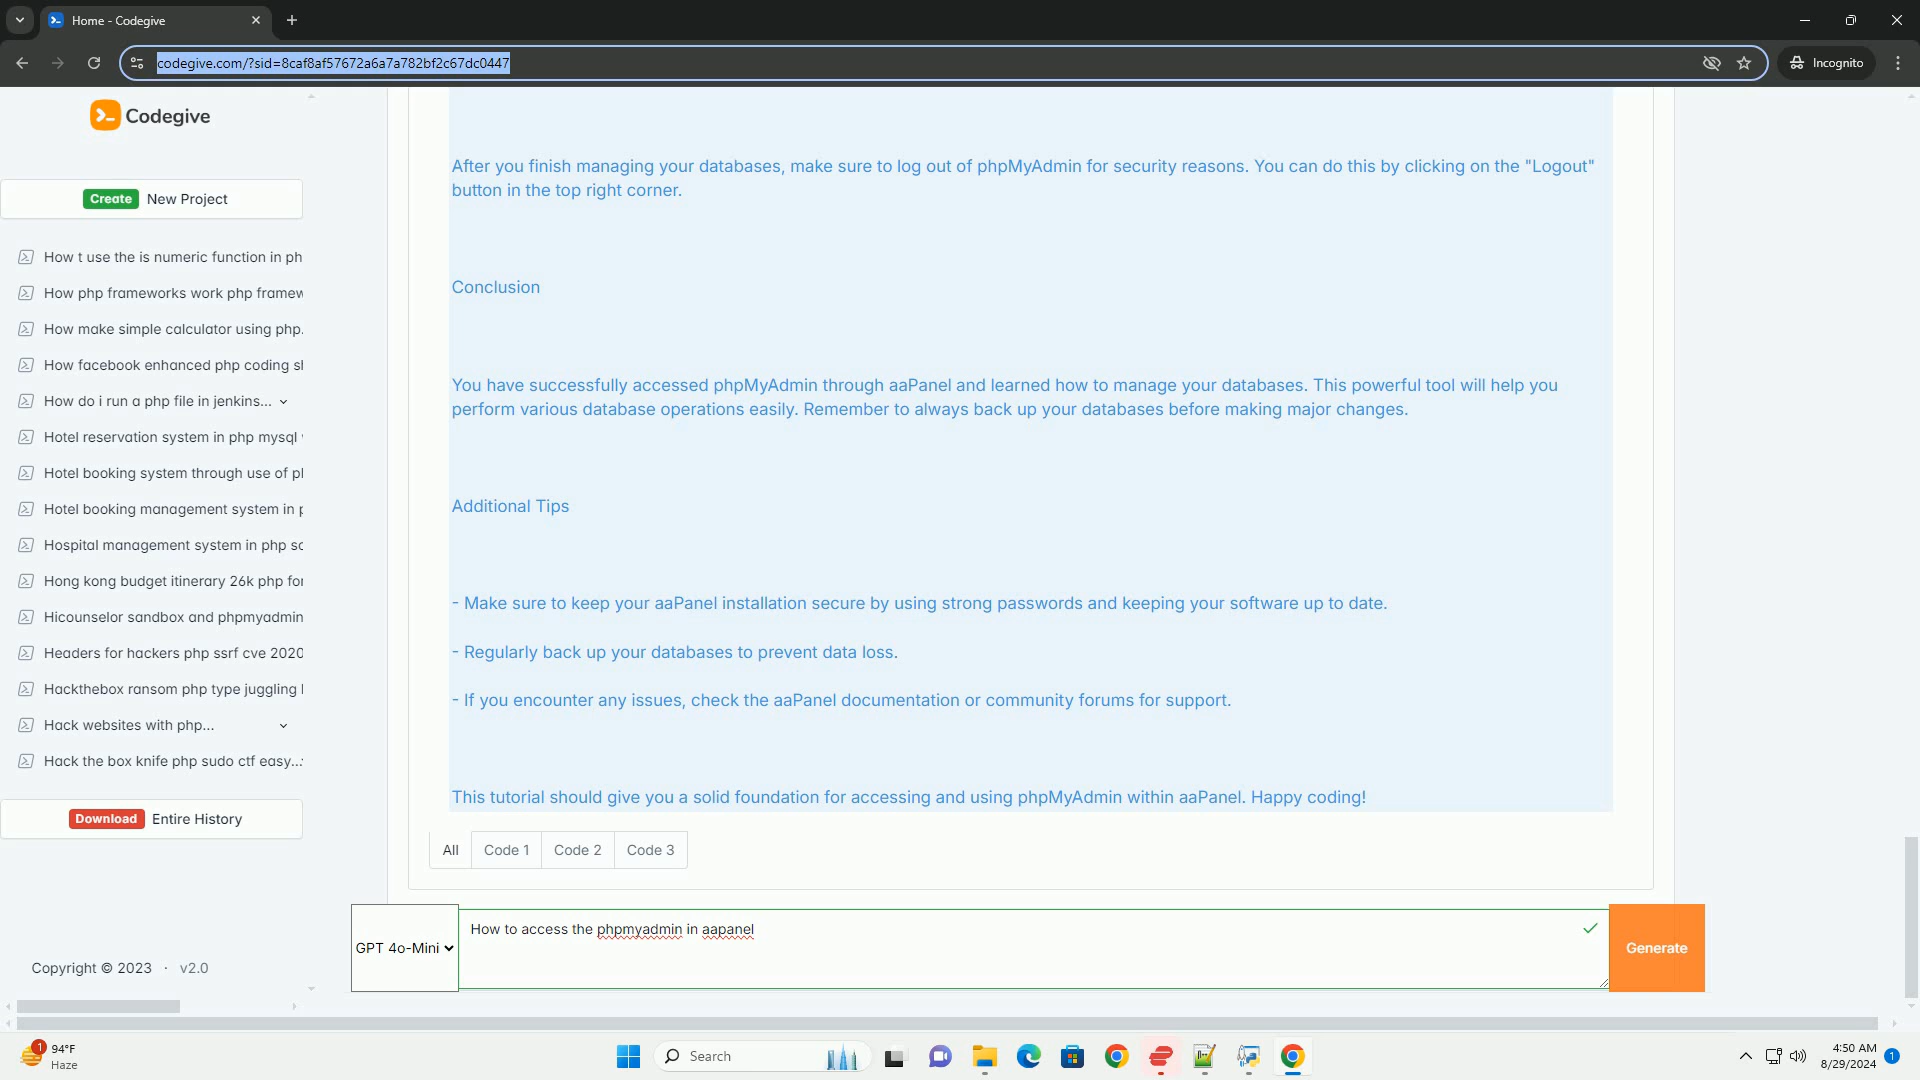 Home - Codegive
codegive.com/?sid=8caf8af57672a6a7a782bf2c67dc0447
Incognito
Codegive
Create New Project
How t use the is numeric function in ph
How php frameworks work php framew
How make simple calculator using php.
How facebook enhanced php coding sl
How do i run a php file in jenkins...
Hotel reservation system in php mysql
Hotel booking system through use of pl
Hotel booking management system in p
Hospital management system in php so
Hong kong budget itinerary 26k php for
Hicounselor sandbox and phpmyadmin
Headers for hackers php ssrf cve 2020
Hackthebox ransom php type juggling l
Hack websites with php...
Hack the box knife php sudo ctf easy...
Download Entire History
Copyright © 2023 · v2.0
After you finish managing your databases, make sure to log out of phpMyAdmin for security reasons. You can do this by clicking on the "Logout"
button in the top right corner.
Conclusion
You have successfully accessed phpMyAdmin through aaPanel and learned how to manage your databases. This powerful tool will help you
perform various database operations easily. Remember to always back up your databases before making major changes.
Additional Tips
- Make sure to keep your aaPanel installation secure by using strong passwords and keeping your software up to date.
- Regularly back up your databases to prevent data loss.
- If you encounter any issues, check the aaPanel documentation or community forums for support.
This tutorial should give you a solid foundation for accessing and using phpMyAdmin within aaPanel. Happy coding!
All Code 1 Code 2 Code 3
GPT 4o-Mini
How to access the phpmyadmin in aapanel
Generate
1
94°F
Haze
Search
4:50 AM
8/29/2024
1